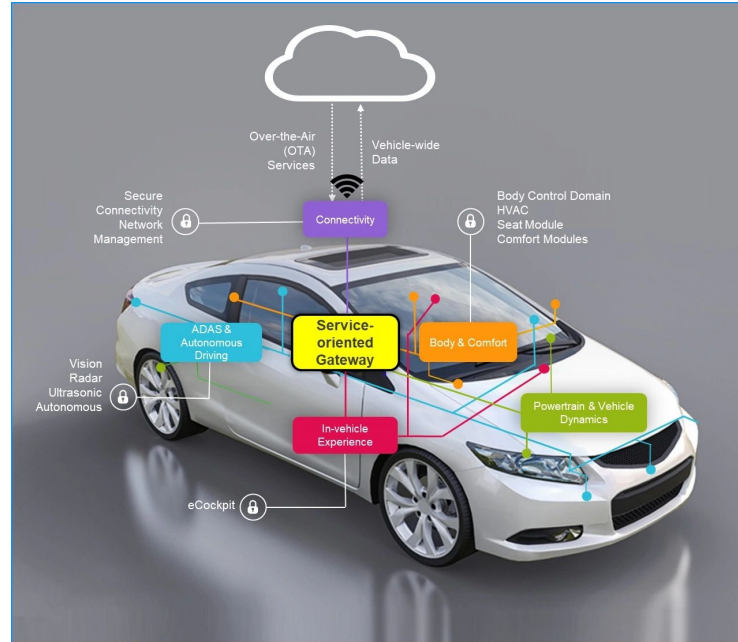 Over-the-Air
(OTA)
Services
Vehicle-wide
Data
Secure
Connectivity
Network
Management
Connectivity
Body Control Domain
HVAC
Seat Module
Comfort Modules
ADAS &
Autonomous
Driving
Service-
oriented
Gateway
Body & Comfort
Vision
Radar
Ultrasonic
Autonomous
Powertrain & Vehicle
Dynamics
In-vehicle
Experience
eCockpit